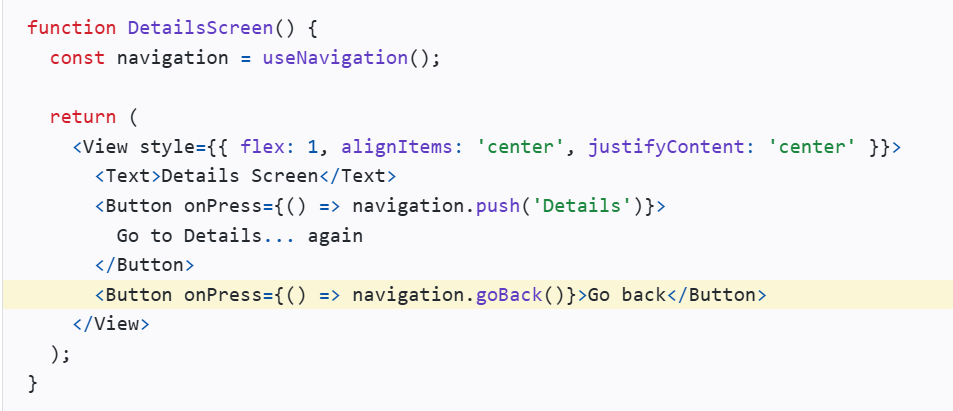 function DetailsScreen() {
  const navigation = useNavigation();

  return (
    <View style={{ flex: 1, alignItems: 'center', justifyContent: 'center' }}>
      <Text>Details Screen</Text>
      <Button onPress={() => navigation.push('Details')}>
        Go to Details... again
      </Button>
      <Button onPress={() => navigation.goBack()}>Go back</Button>
    </View>
  );
}